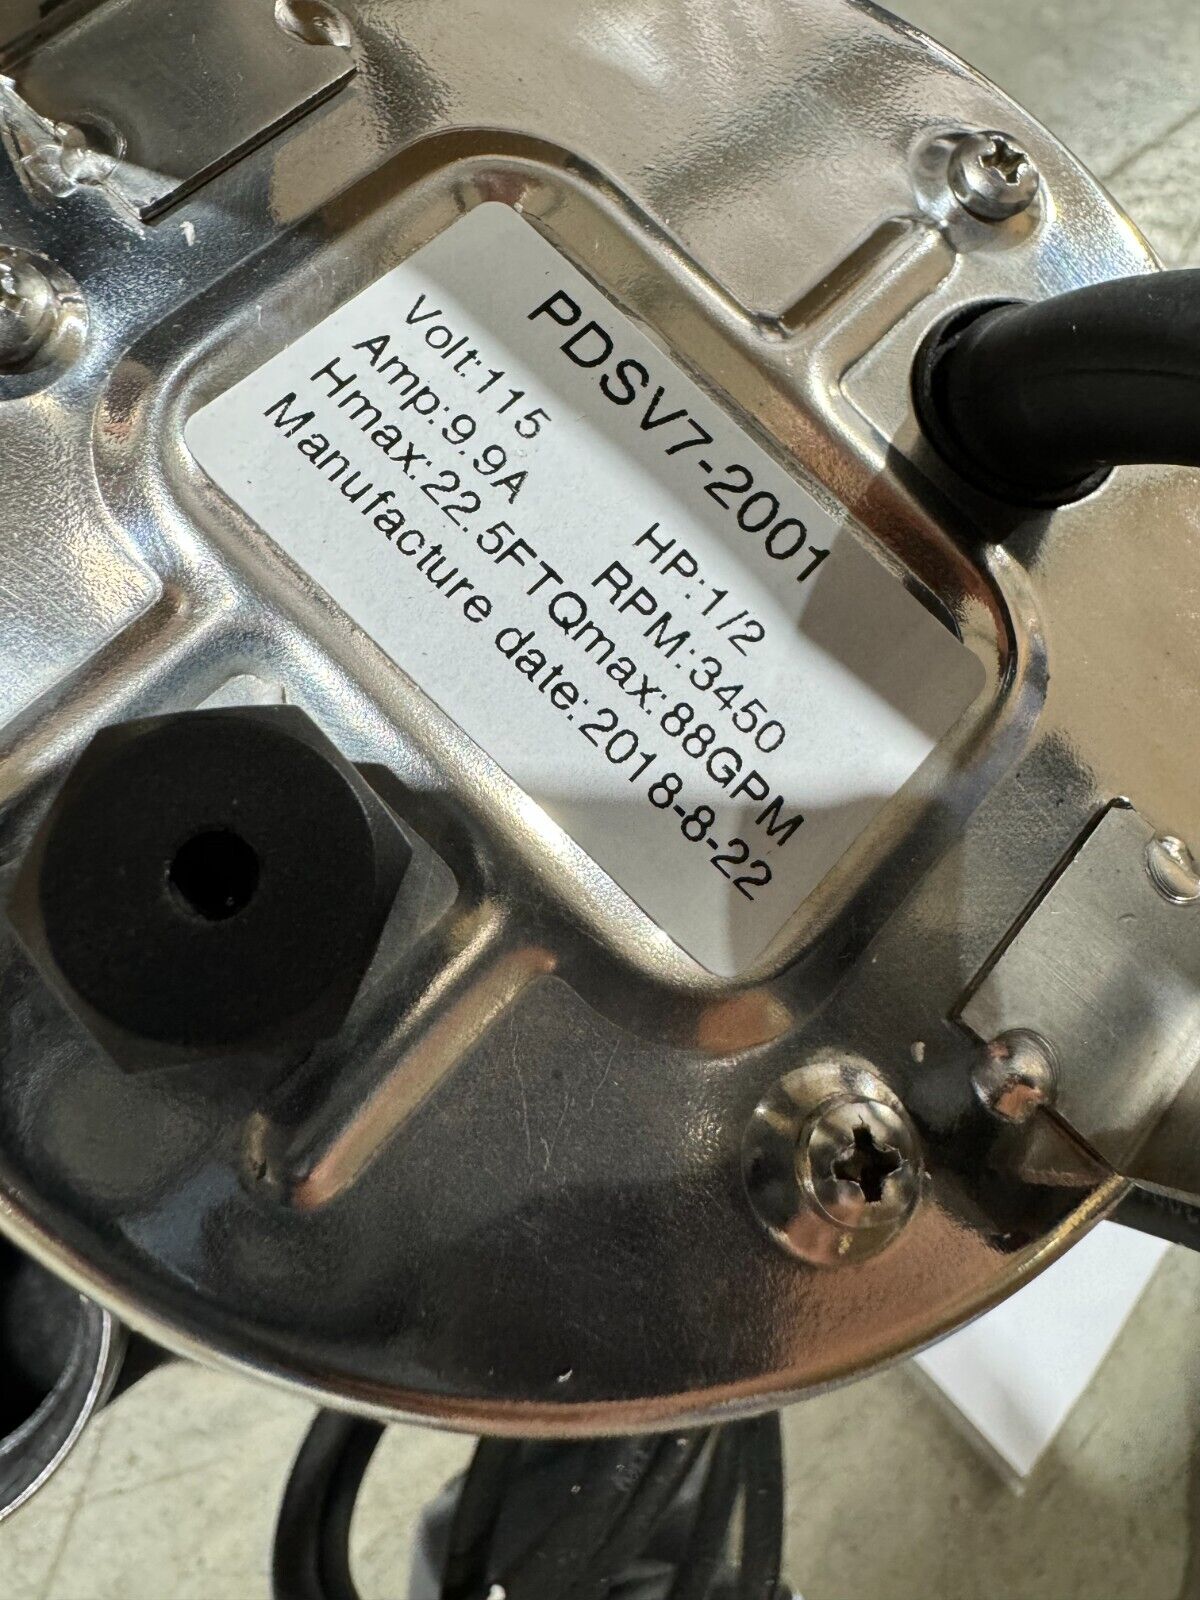 PDSV7-2001
Volt:115 HP:1/2
Amp:9.9A RPM:3450
Hmax:22.5FTQmax:88GPM
Manufacture date:2018-8-22